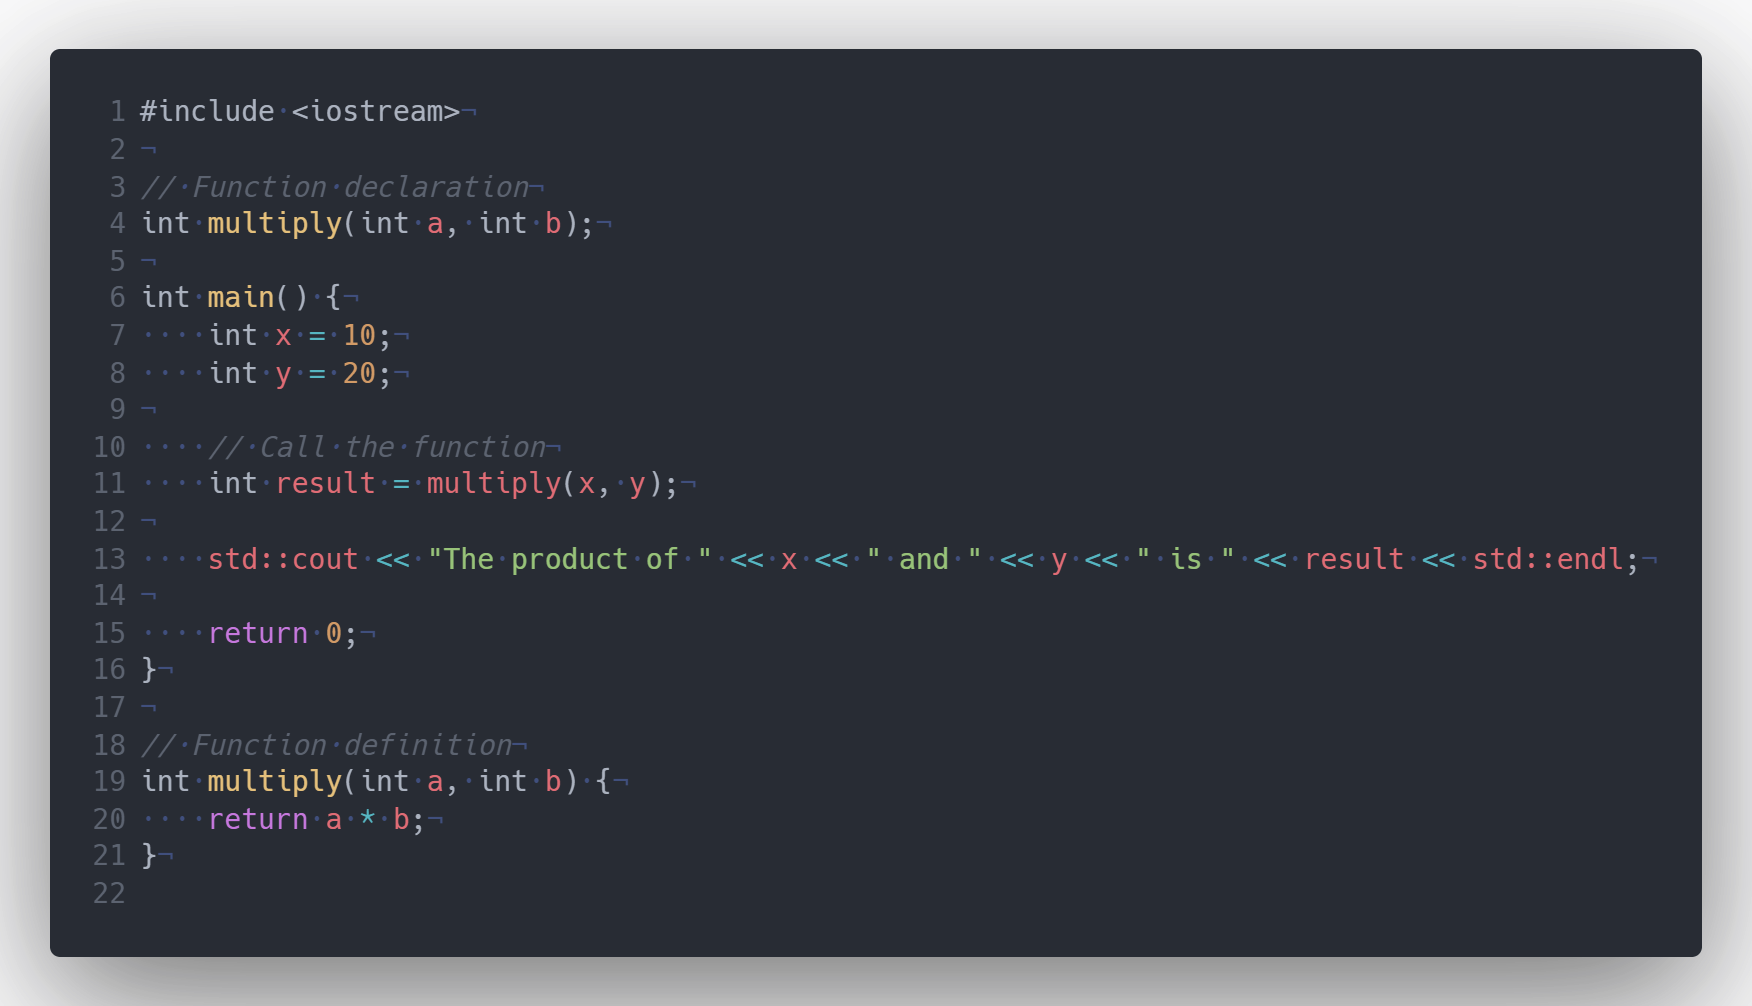 1 #include <iostream>¬
2 ¬
3 //·Function·declaration¬
4 int·multiply(int·a,·int·b);¬
5 ¬
6 int·main()·{¬
7 ····int·x·=·10;¬
8 ····int·y·=·20;¬
9 ¬
10 ····//·Call·the·function¬
11 ····int·result·=·multiply(x,·y);¬
12 ¬
13 ····std::cout·<<·"The·product·of·"·<<·x·<<·"·and·"·<<·y·<<·"·is·"·<<·result·<<·std::endl;¬
14 ¬
15 ····return·0;¬
16 }¬
17 ¬
18 //·Function·definition¬
19 int·multiply(int·a,·int·b)·{¬
20 ····return·a·*·b;¬
21 }¬
22